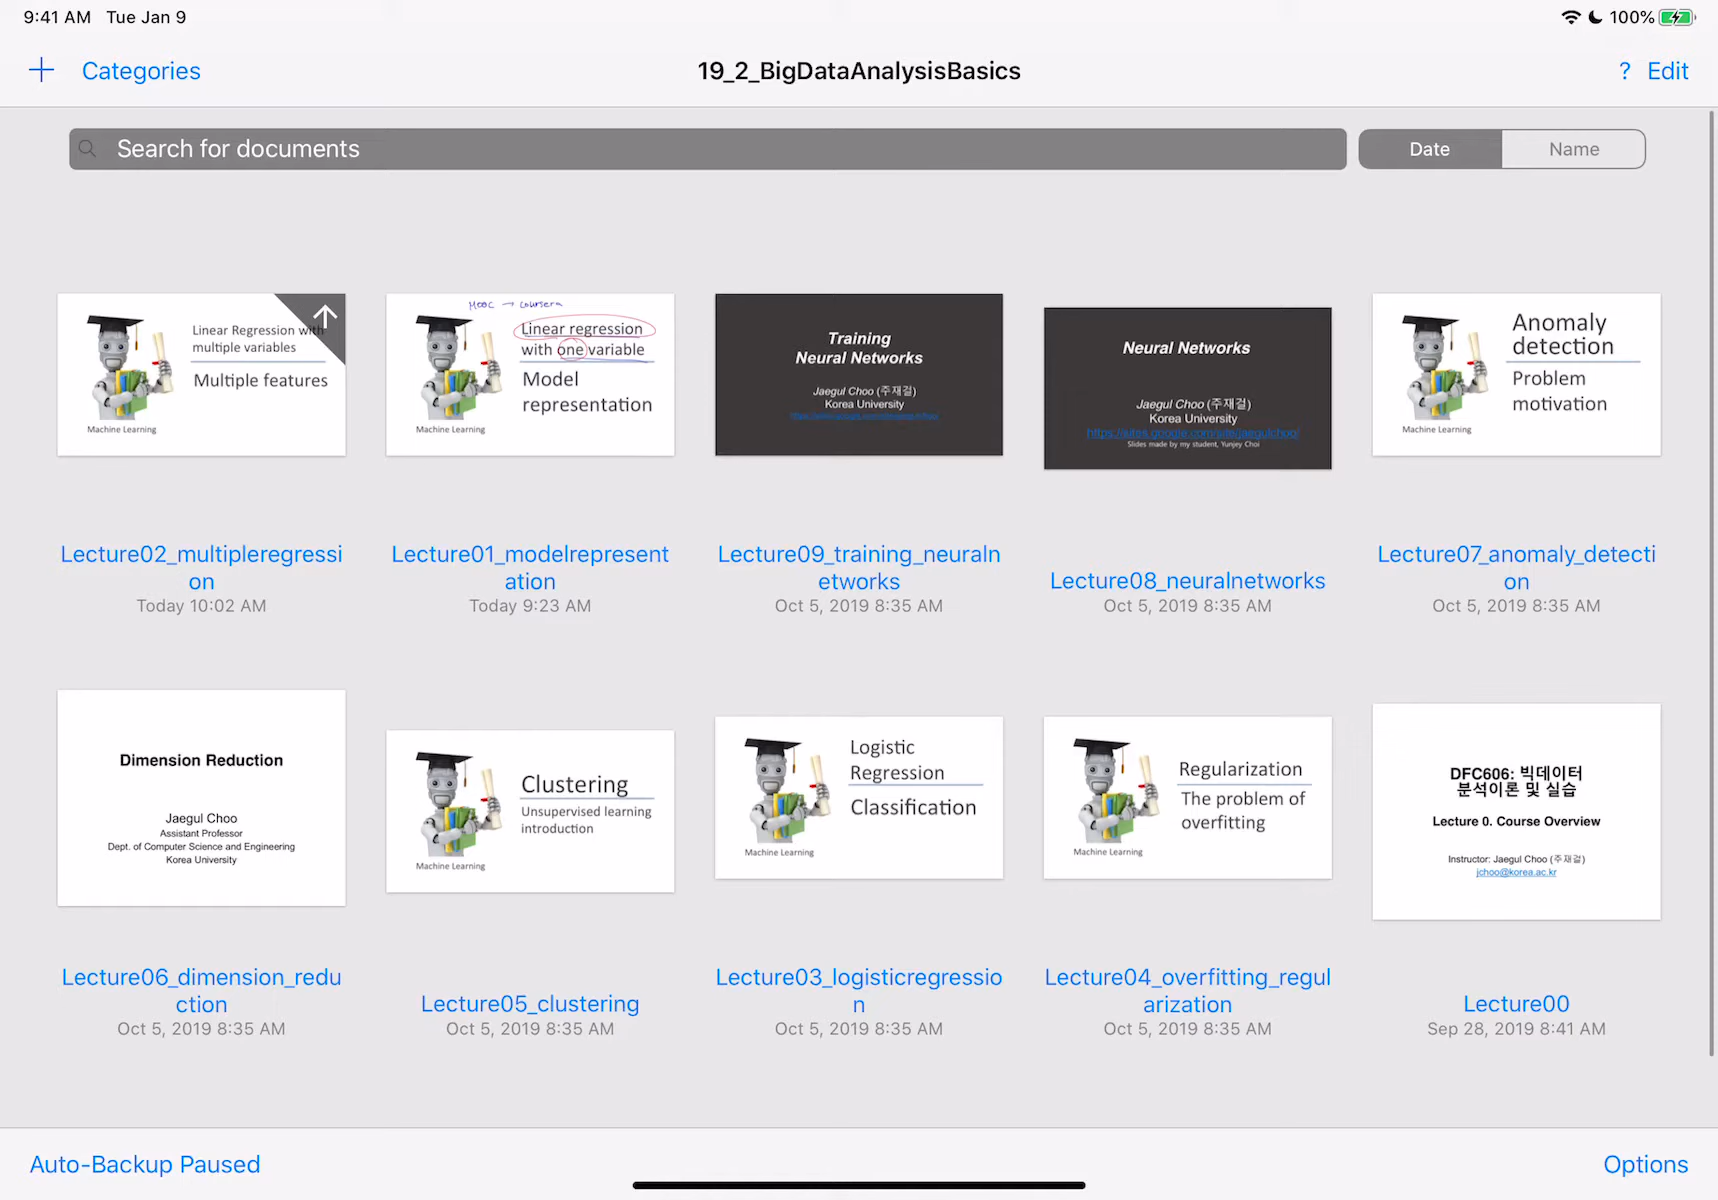 9:41 AM Tue Jan 9
100%
Categories
19_2_BigDataAnalysisBasics
? Edit
Search for documents
Date
Name
Linear Regression with
multiple variables
Multiple features
Machine Learning
MOOC → Coursera
Linear regression
with one variable
Model
representation
Machine Learning
Training
Neural Networks
Jaegul Choo (주재걸)
Korea University
Neural Networks
Jaegul Choo (주재걸)
Korea University
https://sites.google.com/site/jaegulchoo/
Slides made by my student, Yunjey Choi
Anomaly
detection
Problem
motivation
Machine Learning
Lecture02_multipleregressi
on
Today 10:02 AM
Lecture01_modelrepresent
ation
Today 9:23 AM
Lecture09_training_neuraln
etworks
Oct 5, 2019 8:35 AM
Lecture08_neuralnetworks
Oct 5, 2019 8:35 AM
Lecture07_anomaly_detecti
on
Oct 5, 2019 8:35 AM
Dimension Reduction
Jaegul Choo
Assistant Professor
Dept. of Computer Science and Engineering
Korea University
Clustering
Unsupervised learning
introduction
Machine Learning
Logistic
Regression
Classification
Machine Learning
Regularization
The problem of
overfitting
Machine Learning
DFC606: 빅데이터
분석이론 및 실습
Lecture 0. Course Overview
Instructor: Jaegul Choo (주재걸)
jchoo@korea.ac.kr
Lecture06_dimension_redu
ction
Oct 5, 2019 8:35 AM
Lecture05_clustering
Oct 5, 2019 8:35 AM
Lecture03_logisticregressio
n
Oct 5, 2019 8:35 AM
Lecture04_overfitting_regul
arization
Oct 5, 2019 8:35 AM
Lecture00
Sep 28, 2019 8:41 AM
Auto-Backup Paused
Options